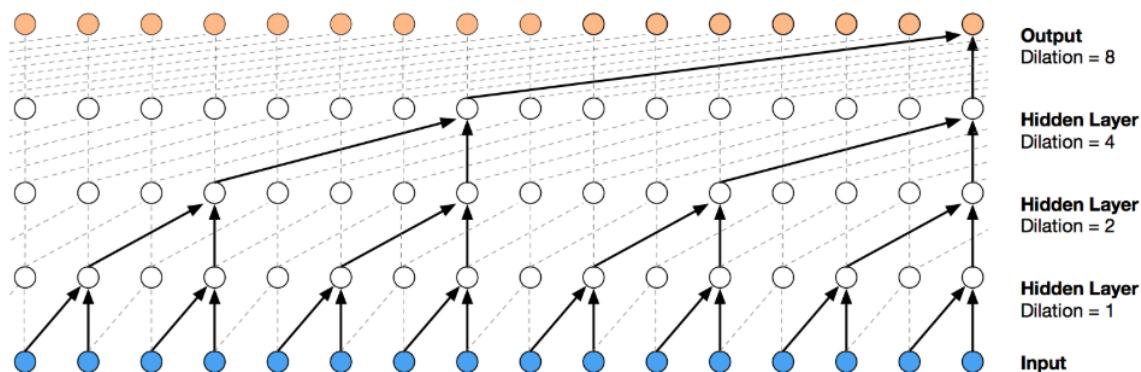 Output
Dilation = 8
Hidden Layer
Dilation = 4
Hidden Layer
Dilation = 2
Hidden Layer
Dilation = 1
Input